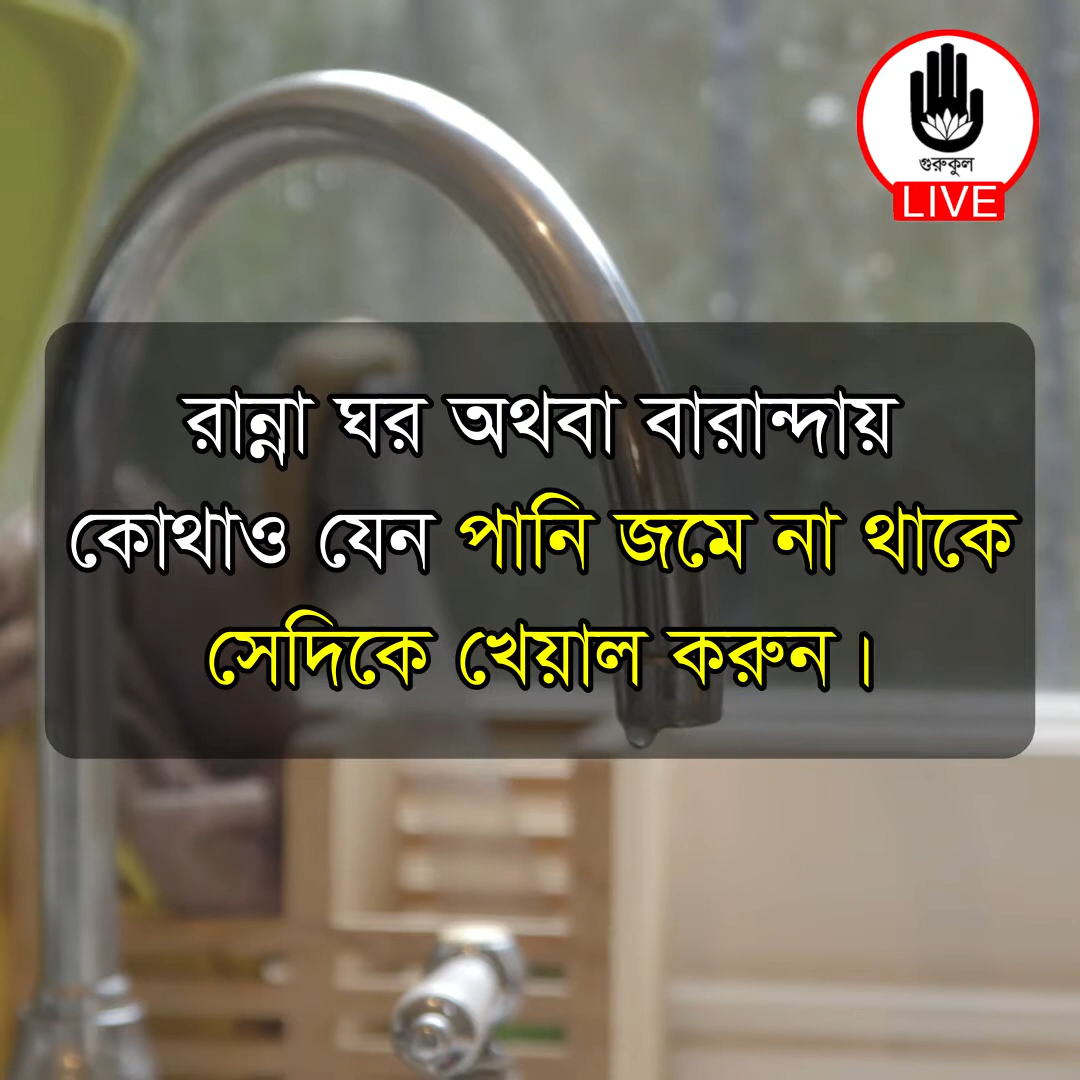 গুরুকুল
LIVE
রান্না ঘর অথবা বারান্দায়
কোথাও যেন পানি জমে না থাকে
সেদিকে খেয়াল করুন।